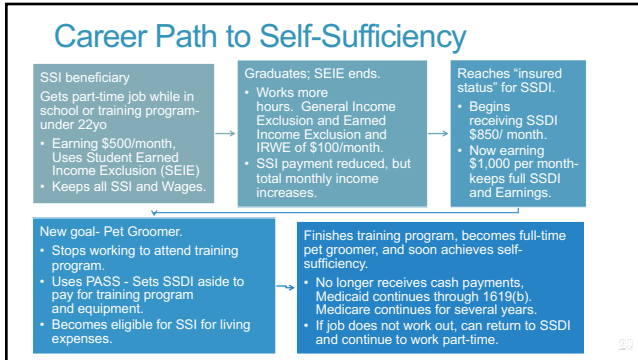 Career Path to Self-Sufficiency
SSI beneficiary
Gets part-time job while in
school or training program-
under 22yo
• Earning $500/month,
Uses Student Earned
Income Exclusion (SEIE)
• Keeps all SSI and Wages.
Graduates; SEIE ends.
• Works more
hours. General Income
Exclusion and Earned
Income Exclusion and
IRWE of $100/month.
• SSI payment reduced, but
total monthly income
increases.
Reaches “insured
status” for SSDI.
• Begins
receiving SSDI
$850/ month.
• Now earning
$1,000 per month-
keeps full SSDI
and Earnings.
New goal- Pet Groomer.
• Stops working to attend training
program.
• Uses PASS - Sets SSDI aside to
pay for training program
and equipment.
• Becomes eligible for SSI for living
expenses.
Finishes training program, becomes full-time
pet groomer, and soon achieves self-
sufficiency.
• No longer receives cash payments,
Medicaid continues through 1619(b).
Medicare continues for several years.
• If job does not work out, can return to SSDI
and continue to work part-time.